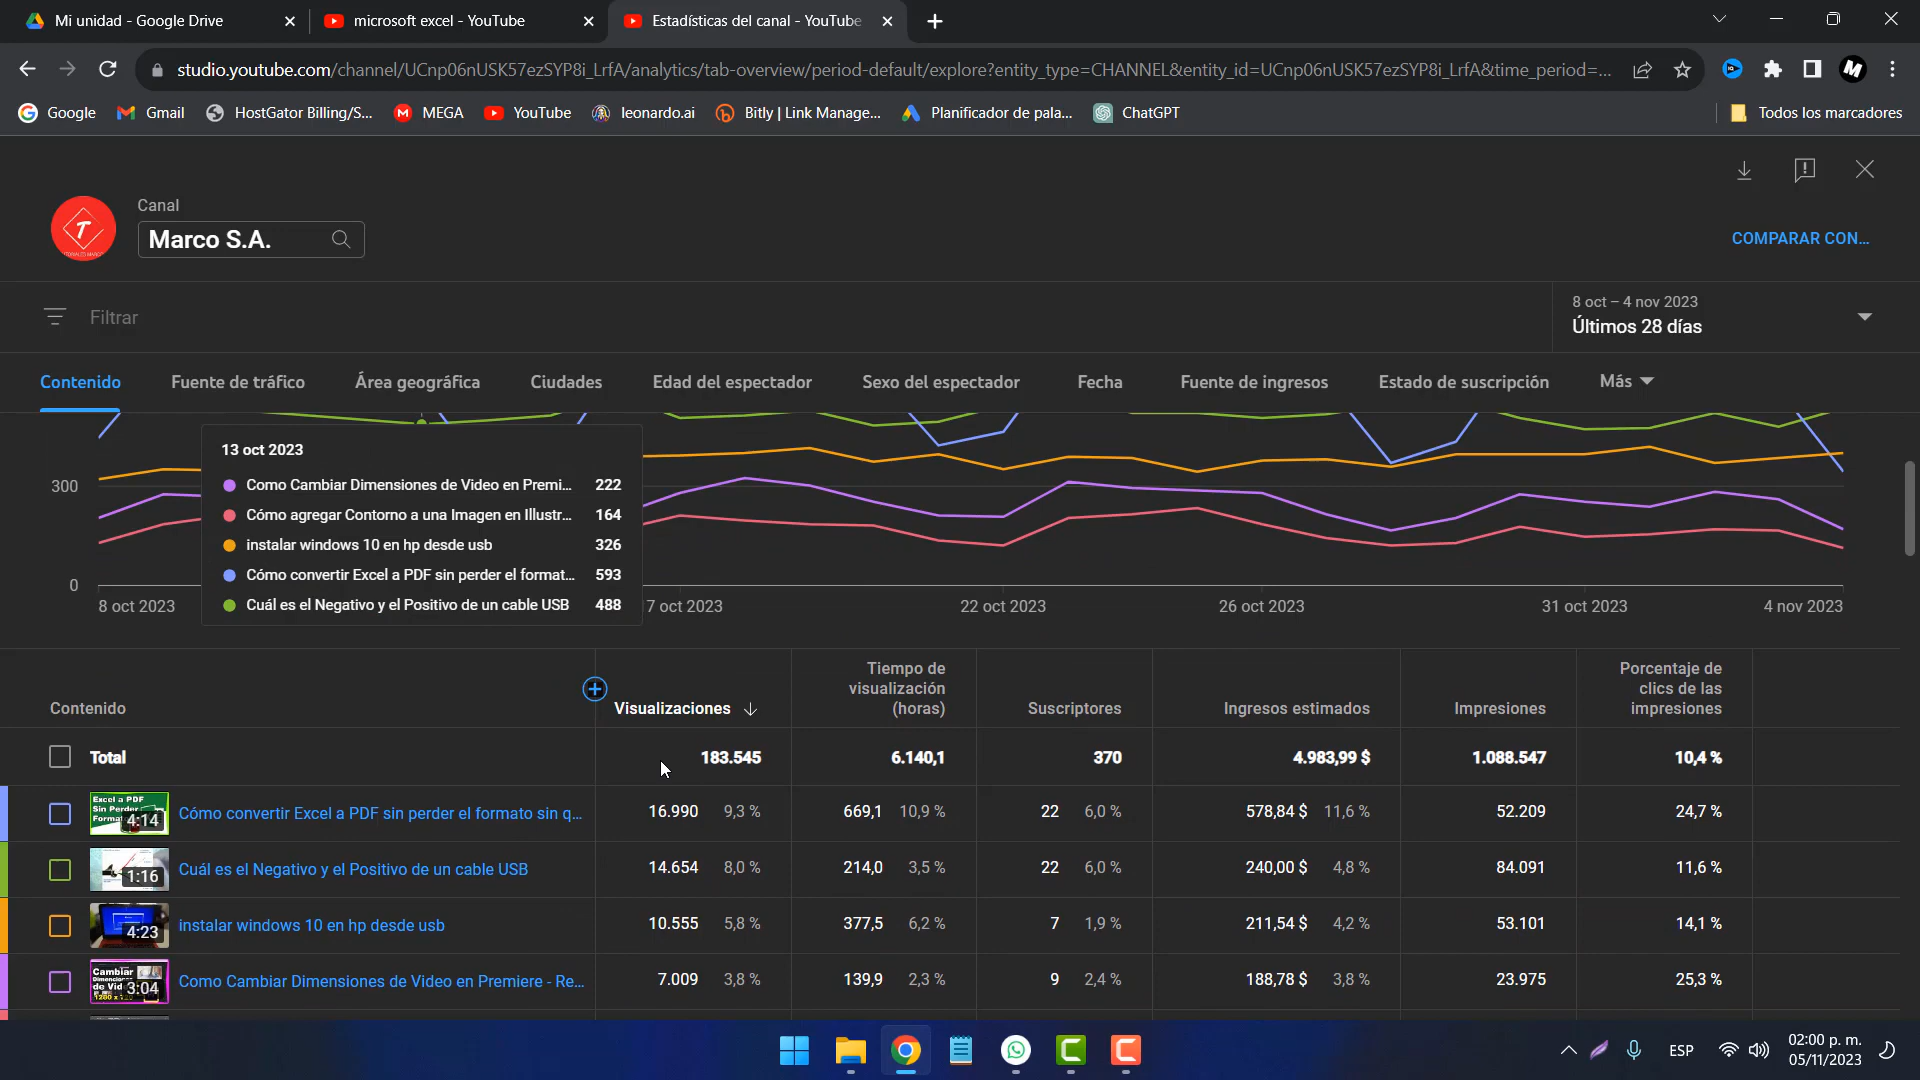 Mi unidad - Google Drive
microsoft excel - YouTube
Estadísticas del canal - YouTube
studio.youtube.com/channel/UCnp06nUSK57ezSYP8i_LrfA/analytics/tab-overview/period-default/explore?entity_type=CHANNEL&entity_id=UCnp06nUSK57ezSYP8i_LrfA&time_period=...
Google
Gmail
HostGator Billing/S...
MEGA
YouTube
leonardo.ai
Bitly | Link Manage...
Planificador de pala...
ChatGPT
Todos los marcadores
Canal
Marco S.A.
COMPARAR CON...
Filtrar
8 oct – 4 nov 2023
Últimos 28 días
Contenido
Fuente de tráfico
Área geográfica
Ciudades
Edad del espectador
Sexo del espectador
Fecha
Fuente de ingresos
Estado de suscripción
Más
13 oct 2023
Como Cambiar Dimensiones de Video en Premi... 222
Cómo agregar Contorno a una Imagen en Illustr... 164
instalar windows 10 en hp desde usb 326
Cómo convertir Excel a PDF sin perder el format... 593
Cuál es el Negativo y el Positivo de un cable USB 488
300
0
8 oct 2023
7 oct 2023
22 oct 2023
26 oct 2023
31 oct 2023
4 nov 2023
Contenido
Visualizaciones
Tiempo de
visualización
(horas)
Suscriptores
Ingresos estimados
Impresiones
Porcentaje de
clics de las
impresiones
Total 183.545 6.140,1 370 4.983,99 $ 1.088.547 10,4 %
Excel a PDF
Sin Perder
4:14
Cómo convertir Excel a PDF sin perder el formato sin q... 16.990 9,3 % 669,1 10,9 % 22 6,0 % 578,84 $ 11,6 % 52.209 24,7 %
1:16
Cuál es el Negativo y el Positivo de un cable USB 14.654 8,0 % 214,0 3,5 % 22 6,0 % 240,00 $ 4,8 % 84.091 11,6 %
4:23
instalar windows 10 en hp desde usb 10.555 5,8 % 377,5 6,2 % 7 1,9 % 211,54 $ 4,2 % 53.101 14,1 %
Cambiar
3:04
Como Cambiar Dimensiones de Video en Premiere - Re... 7.009 3,8 % 139,9 2,3 % 9 2,4 % 188,78 $ 3,8 % 23.975 25,3 %
ESP
02:00 p. m.
05/11/2023